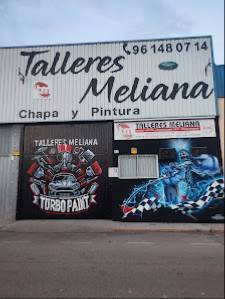 96 148 07 14
Talleres
Meliana
Chapa y Pintura
TALLERES MELIANA
TALLERES MELIANA
TURBO PAINT